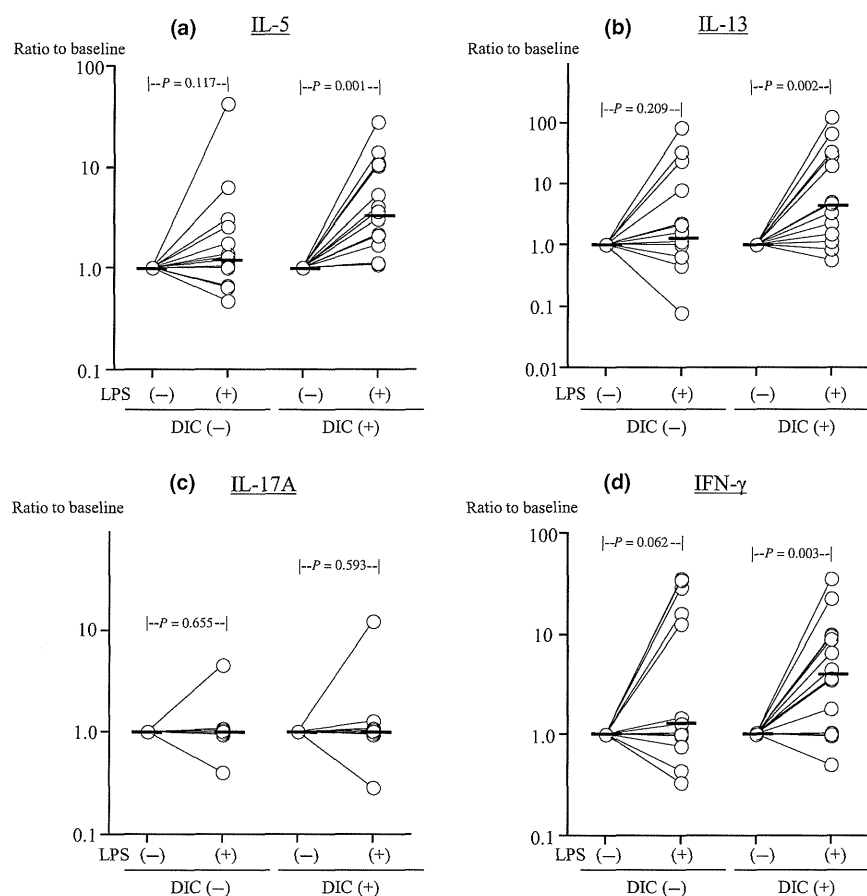 (a) IL-5
Ratio to baseline
|--P = 0.117--| |--P = 0.001--|
100
10
1.0
0.1
LPS (—) (+) (—) (+)
DIC (—) DIC (+)
(b) IL-13
Ratio to baseline
|--P = 0.209--| |--P = 0.002--|
100
10
1.0
0.1
0.01
LPS (—) (+) (—) (+)
DIC (—) DIC (+)
(c) IL-17A
Ratio to baseline
|--P = 0.655--| |--P = 0.593--|
10
1.0
0.1
LPS (—) (+) (—) (+)
DIC (—) DIC (+)
(d) IFN-γ
Ratio to baseline
|--P = 0.062--| |--P = 0.003--|
100
10
1.0
0.1
LPS (—) (+) (—) (+)
DIC (—) DIC (+)